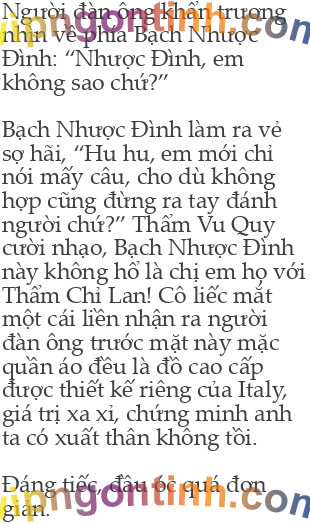 Người đàn ông khẩn trương
nhìn về phía Bạch Nhược
Đình: “Nhược Đình, em
không sao chứ?”
Bạch Nhược Đình làm ra vẻ
sợ hãi, “Hu hu, em mới chỉ
nói mấy câu, cho dù không
hợp cũng đừng ra tay đánh
người chứ?” Thẩm Vu Quy
cười nhạo, Bạch Nhược Đình
này không hổ là chị em họ với
Thẩm Chi Lan! Cô liếc mắt
một cái liền nhận ra người
đàn ông trước mặt này mặc
quần áo đều là đồ cao cấp
được thiết kế riêng của Italy,
giá trị xa xỉ, chứng minh anh
ta có xuất thân không tồi.
Đáng tiếc, đầu óc quá đơn
giản.
vipngontinh.com
vipngontinh.com